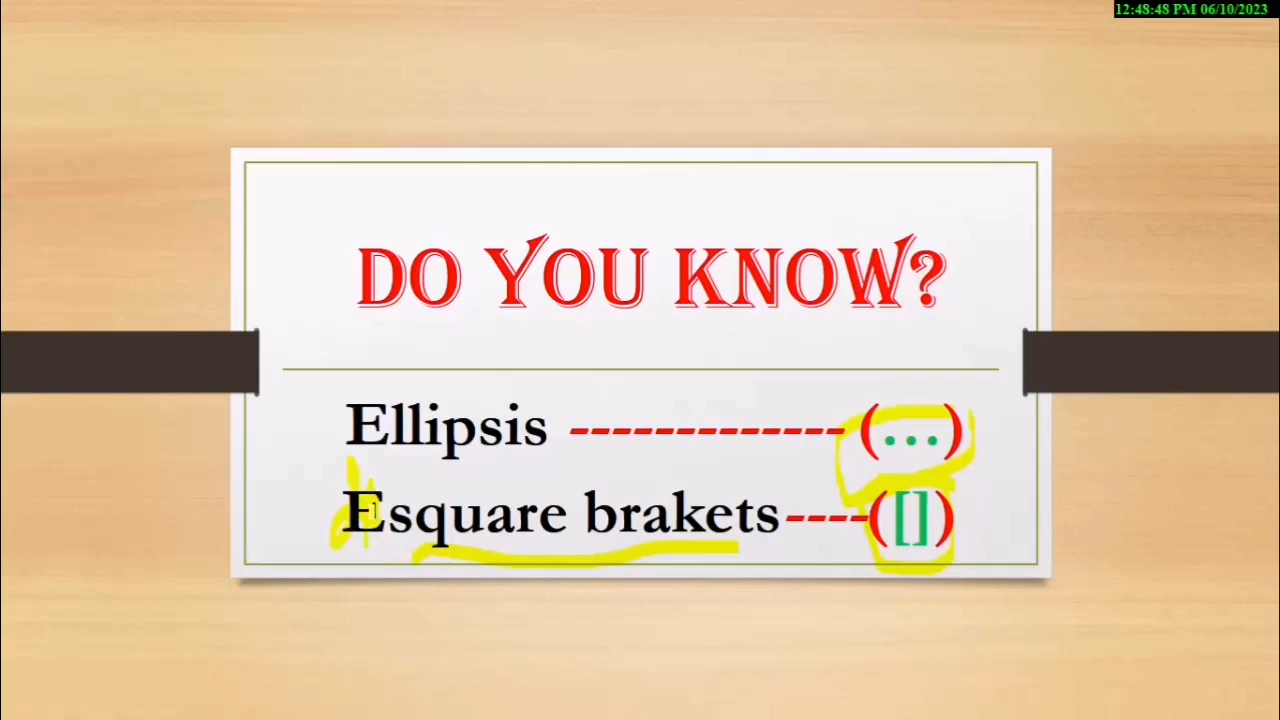 12:48:48 PM 06/10/2023
DO YOU KNOW?
Ellipsis -------------(...)
Esquare brakets----([])